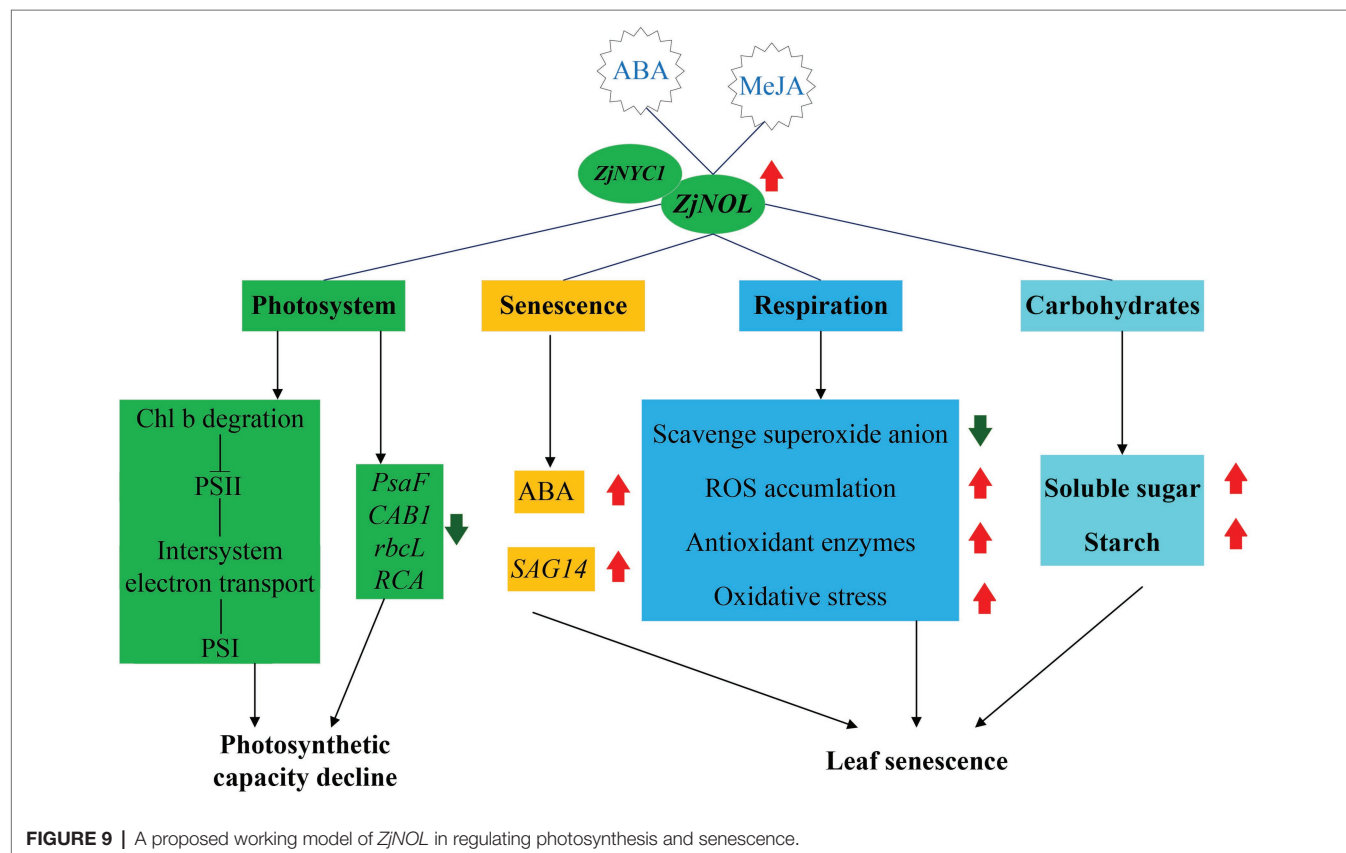 ABA
MeJA
ZjNYC1
ZjNOL
Photosystem
Senescence
Respiration
Carbohydrates
Chl b degration
PSII
Intersystem
electron transport
PSI
PsaF
CAB1
rbcL
RCA
ABA
SAG14
Scavenge superoxide anion
ROS accumlation
Antioxidant enzymes
Oxidative stress
Soluble sugar
Starch
Photosynthetic
capacity decline
Leaf senescence
FIGURE 9 | A proposed working model of ZjNOL in regulating photosynthesis and senescence.